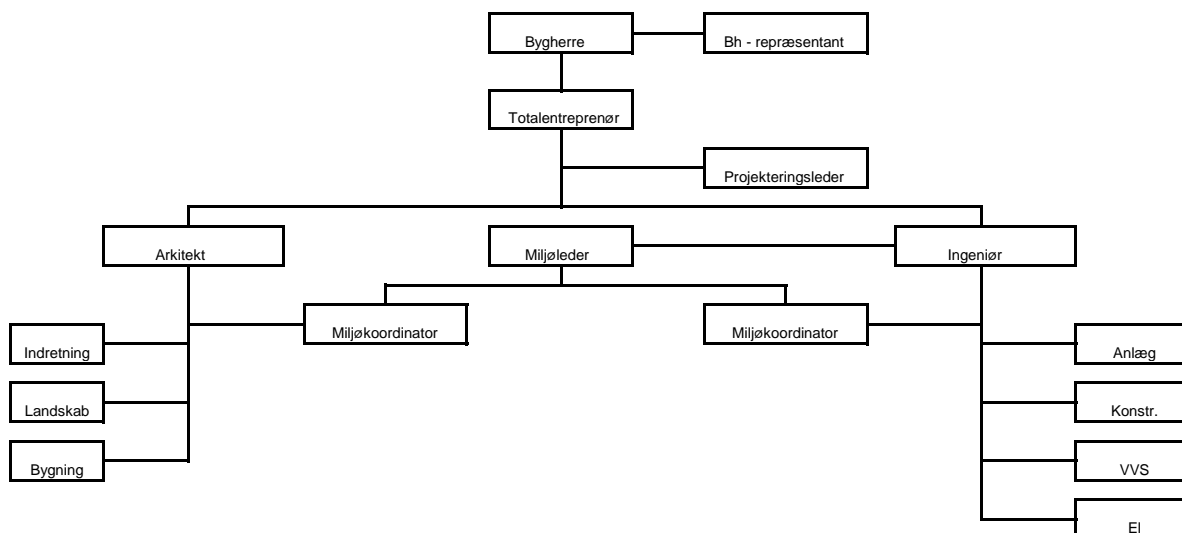 Bygherre
Bh - repræsentant
Totalentreprenør
Projekteringsleder
Arkitekt
Miljøleder
Ingeniør
Miljøkoordinator
Miljøkoordinator
Indretning
Anlæg
Landskab
Konstr.
Bygning
VVS
El